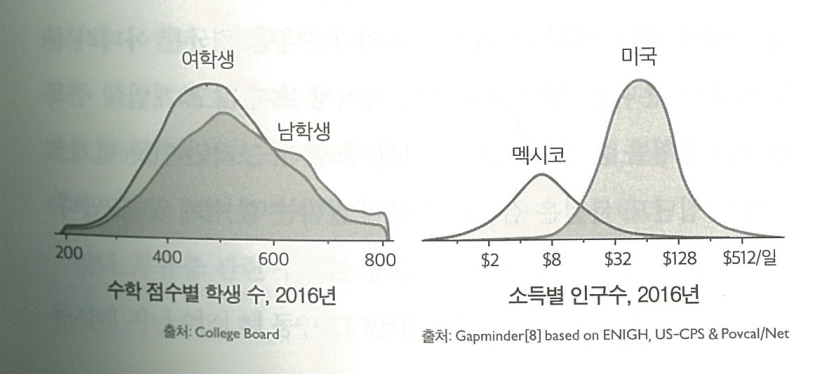 여학생
남학생
200 400 600 800
수학 점수별 학생 수, 2016년
출처: College Board
미국
멕시코
$2 $8 $32 $128 $512/일
소득별 인구수, 2016년
출처: Gapminder[8] based on ENIGH, US-CPS & Povcal/Net